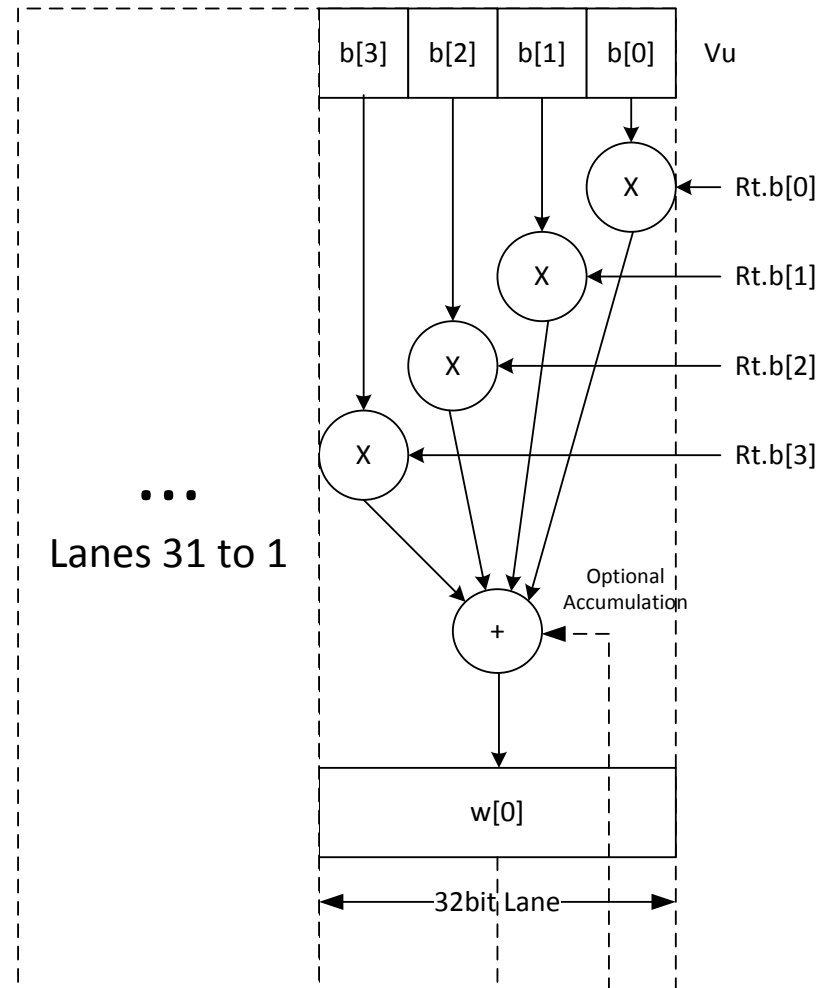 b[3] b[2] b[1] b[0] Vu
X Rt.b[0]
X Rt.b[1]
X Rt.b[2]
X Rt.b[3]
...
Lanes 31 to 1
Optional
Accumulation
+
w[0]
32bit Lane